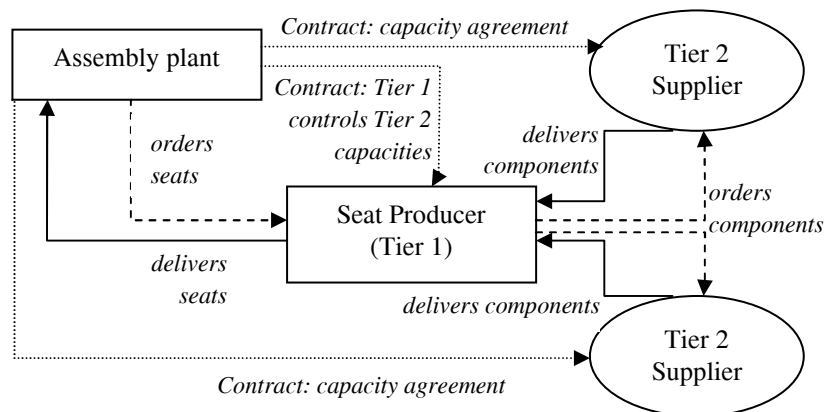 Contract: capacity agreement
Assembly plant
Tier 2
Supplier
Contract: Tier 1
controls Tier 2
capacities
orders
seats
delivers
components
orders
components
Seat Producer
(Tier 1)
delivers
seats
delivers components
Tier 2
Supplier
Contract: capacity agreement